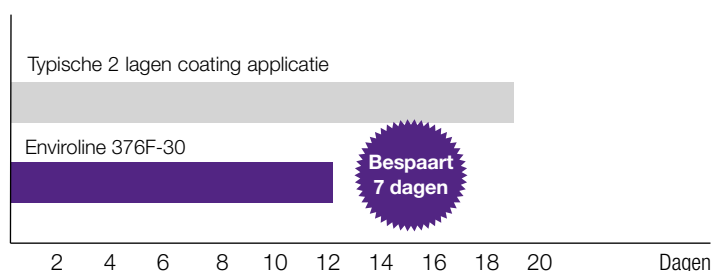 Typische 2 lagen coating applicatie
Enviroline 376F-30
Bespaart
7 dagen
2 4 6 8 10 12 14 16 18 20 Dagen